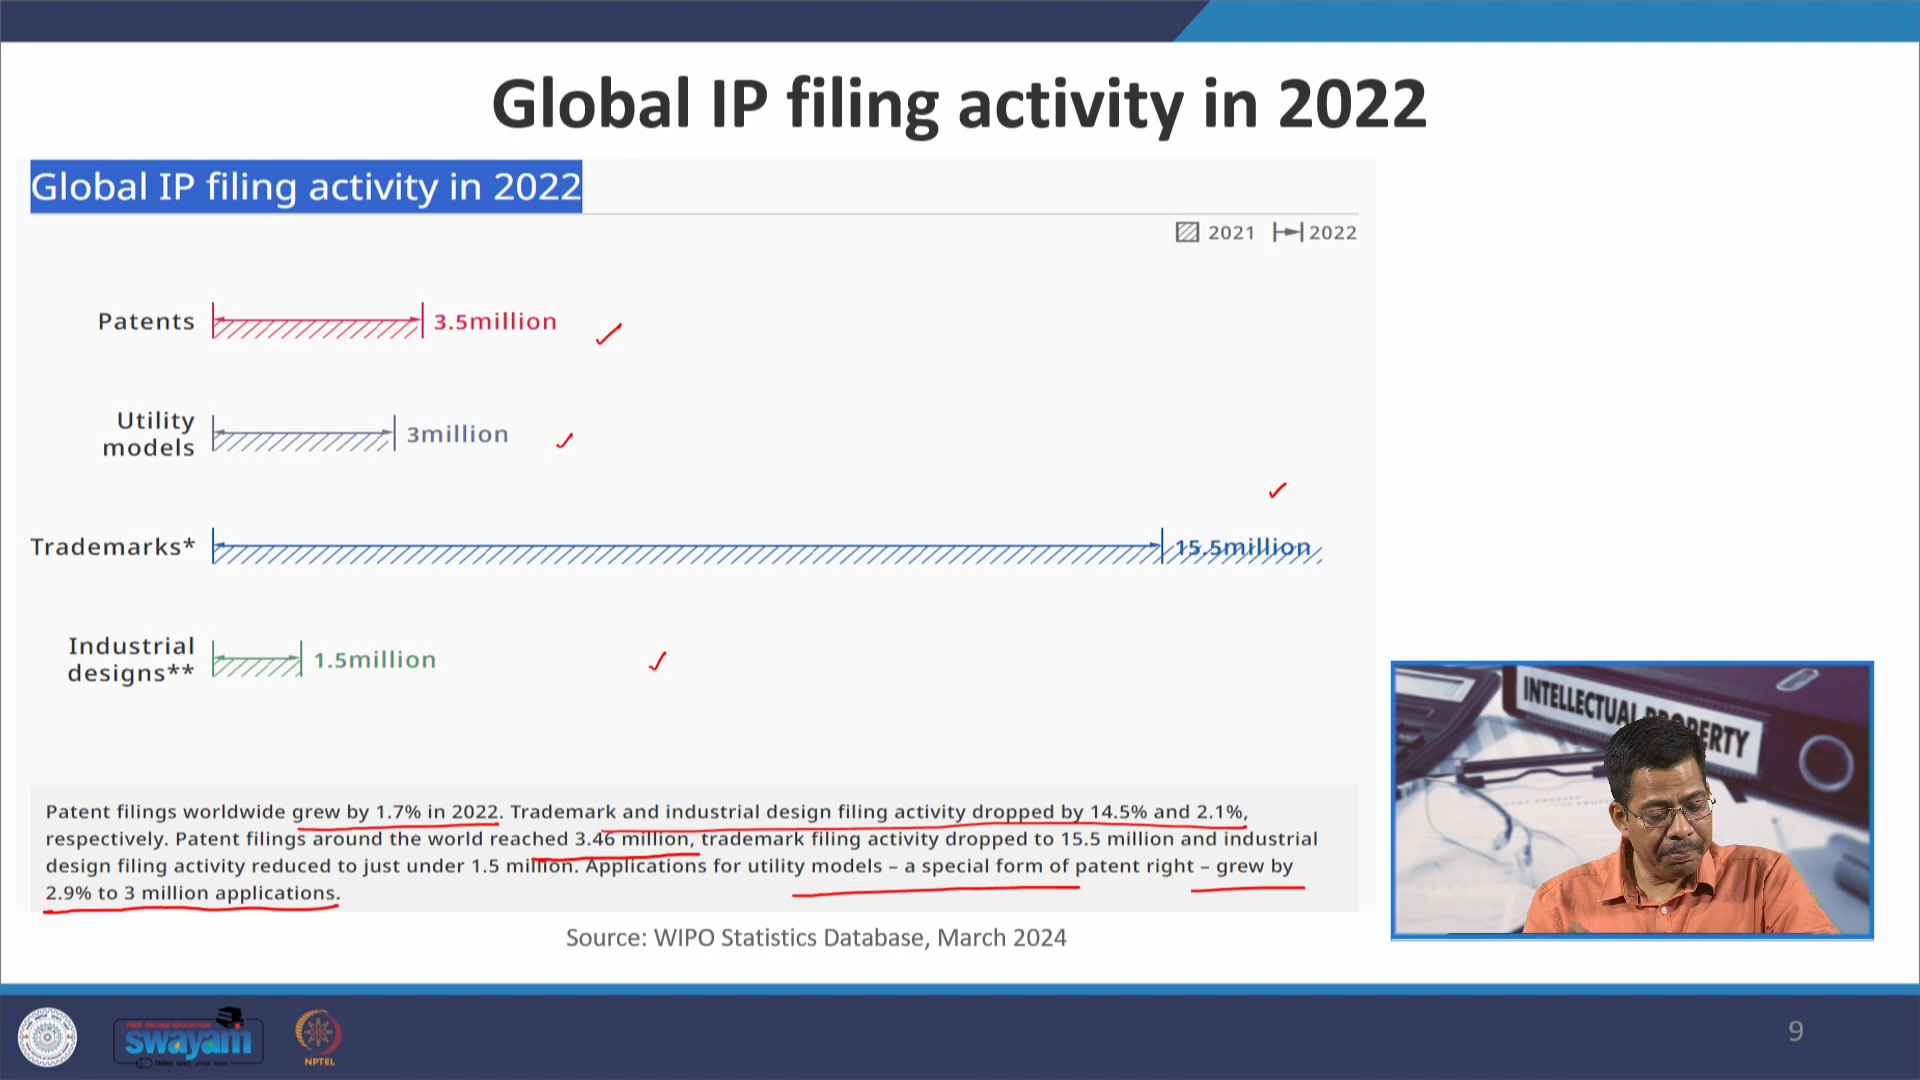 Global IP filing activity in 2022
Global IP filing activity in 2022
2021 2022
Patents 3.5million
Utility
models
3million
Trademarks* 15.5million
Industrial
designs**
1.5million
Patent filings worldwide grew by 1.7% in 2022. Trademark and industrial design filing activity dropped by 14.5% and 2.1%,
respectively. Patent filings around the world reached 3.46 million, trademark filing activity dropped to 15.5 million and industrial
design filing activity reduced to just under 1.5 million. Applications for utility models – a special form of patent right – grew by
2.9% to 3 million applications.
Source: WIPO Statistics Database, March 2024
INTELLECTUAL PROPERTY
FREE ONLINE EDUCATION
swayam
NPTEL
9